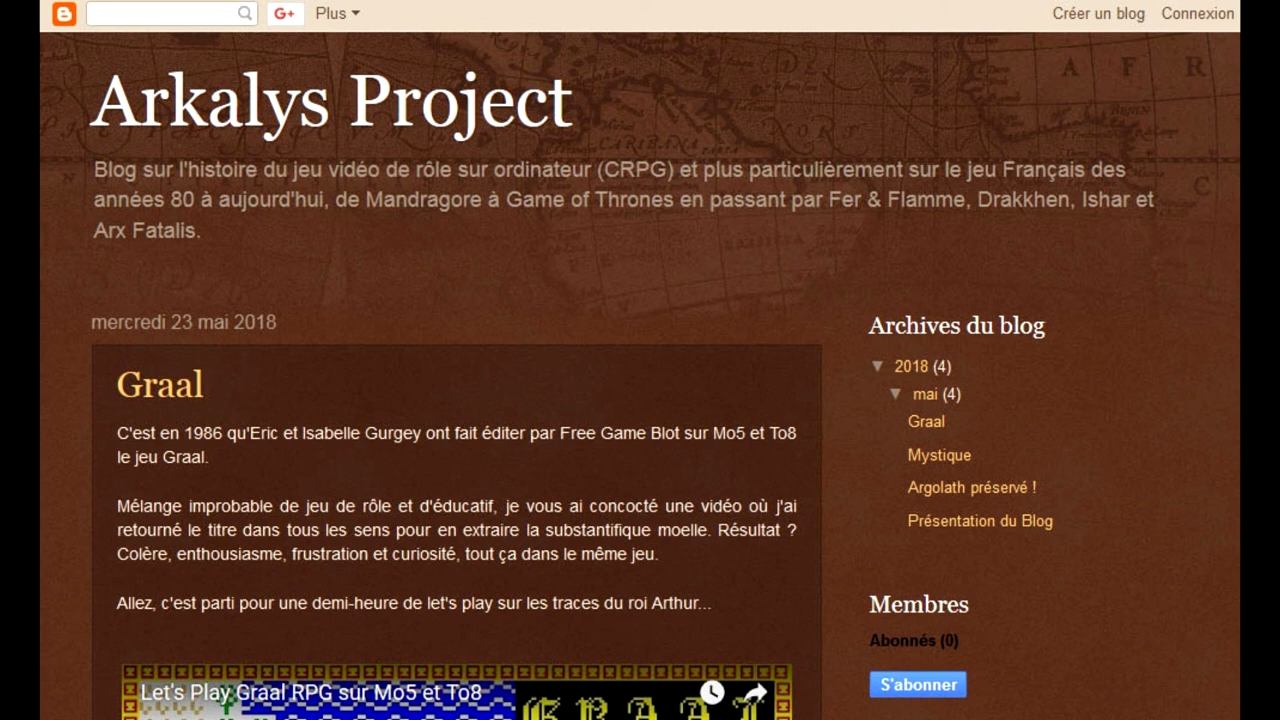 G+ Plus Créer un blog Connexion
Arkalys Project
Blog sur l'histoire du jeu vidéo de rôle sur ordinateur (CRPG) et plus particulièrement sur le jeu Français des
années 80 à aujourd'hui, de Mandragore à Game of Thrones en passant par Fer & Flamme, Drakkhen, Ishar et
Arx Fatalis.
mercredi 23 mai 2018
Graal
C'est en 1986 qu'Eric et Isabelle Gurgey ont fait éditer par Free Game Blot sur Mo5 et To8
le jeu Graal.
Mélange improbable de jeu de rôle et d'éducatif, je vous ai concocté une vidéo où j'ai
retourné le titre dans tous les sens pour en extraire la substantifique moelle. Résultat ?
Colère, enthousiasme, frustration et curiosité, tout ça dans le même jeu.
Allez, c'est parti pour une demi-heure de let's play sur les traces du roi Arthur...
Let's Play Graal RPG sur Mo5 et To8
GRAAL
Archives du blog
▼ 2018 (4)
▼ mai (4)
Graal
Mystique
Argolath préservé !
Présentation du Blog
Membres
Abonnés (0)
S'abonner